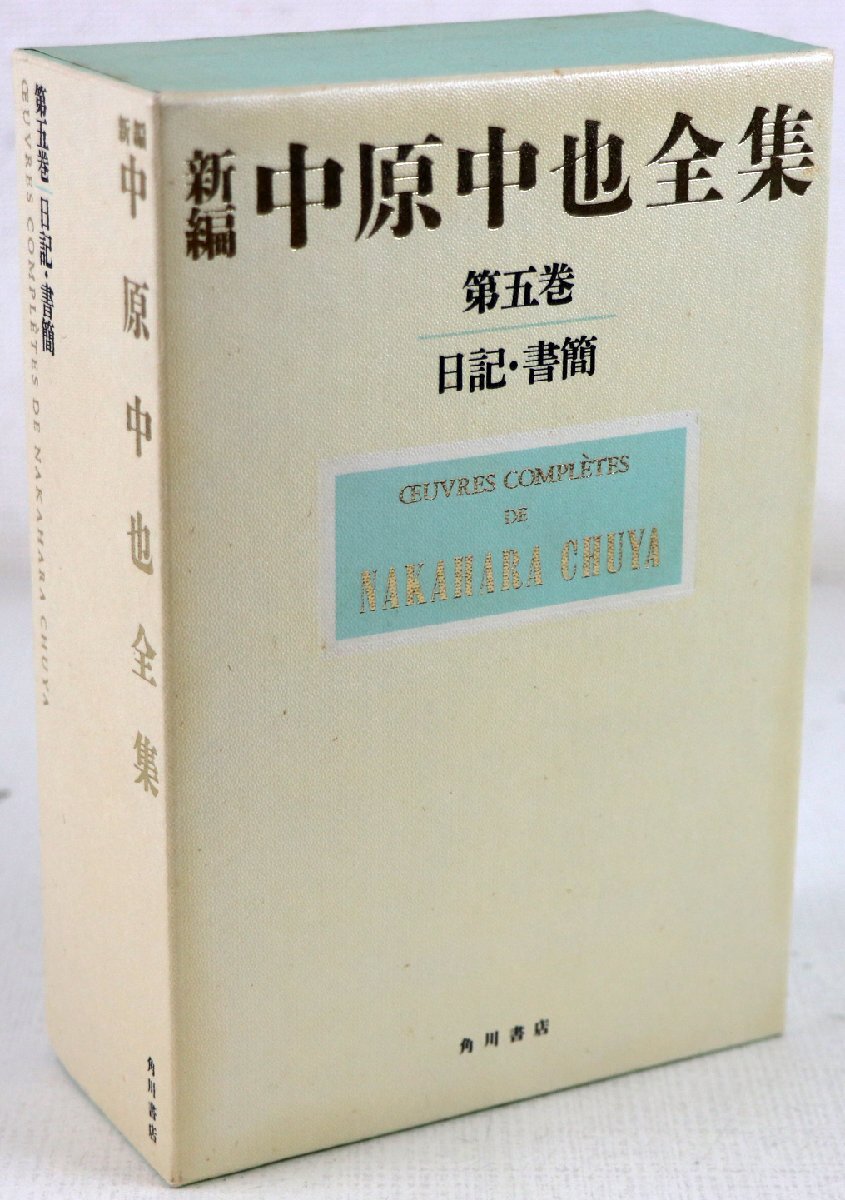 新編
中原中也全集
第五巻
日記・書簡
ŒUVRES COMPLÈTES
DE
NAKAHARA CHUYA
角川書店
新編
中原中也全集
第五巻|日記・書簡
ŒUVRES COMPLÈTES DE NAKAHARA CHUYA
角川書店